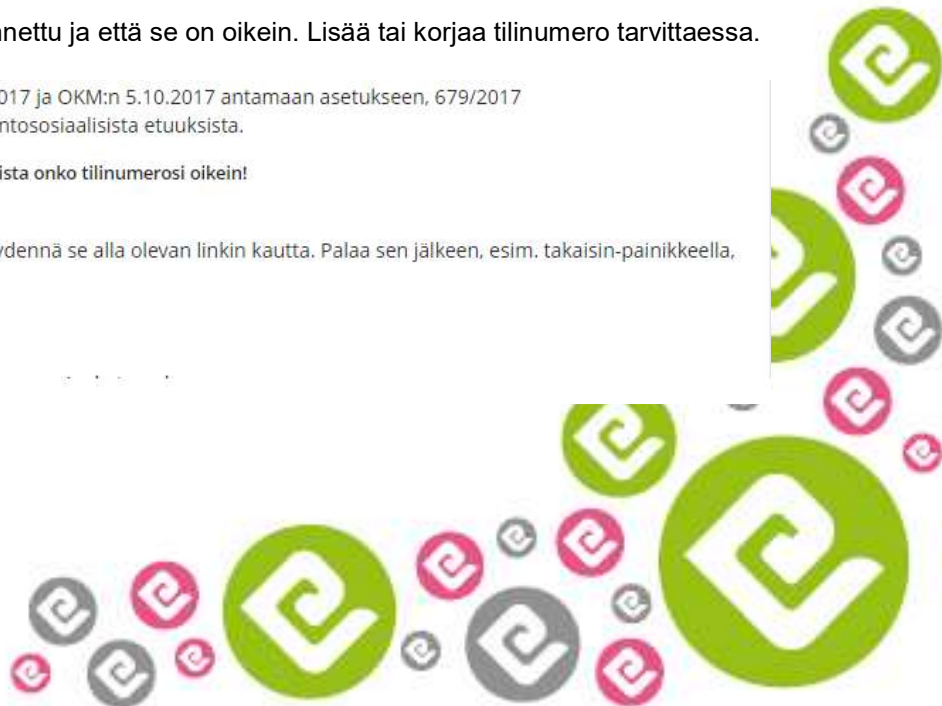 nettu ja että se on oikein. Lisää tai korjaa tilinumero tarvittaessa.
017 ja OKM:n 5.10.2017 antamaan asetukseen, 679/2017
ntososiaalisista etuuksista.
ista onko tilinumerosi oikein!
ydennä se alla olevan linkin kautta. Palaa sen jälkeen, esim. takaisin-painikkeella,